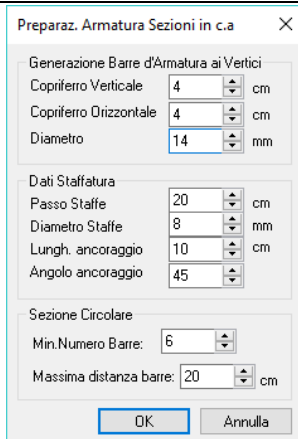 Preparaz. Armatura Sezioni in c.a
Generazione Barre d'Armatura ai Vertici
Copriferro Verticale 4 cm
Copriferro Orizzontale 4 cm
Diametro 14 mm
Dati Staffatura
Passo Staffe 20 cm
Diametro Staffe 8 mm
Lungh. ancoraggio 10 cm
Angolo ancoraggio 45
Sezione Circolare
Min.Numero Barre: 6
Massima distanza barre: 20 cm
OK Annulla